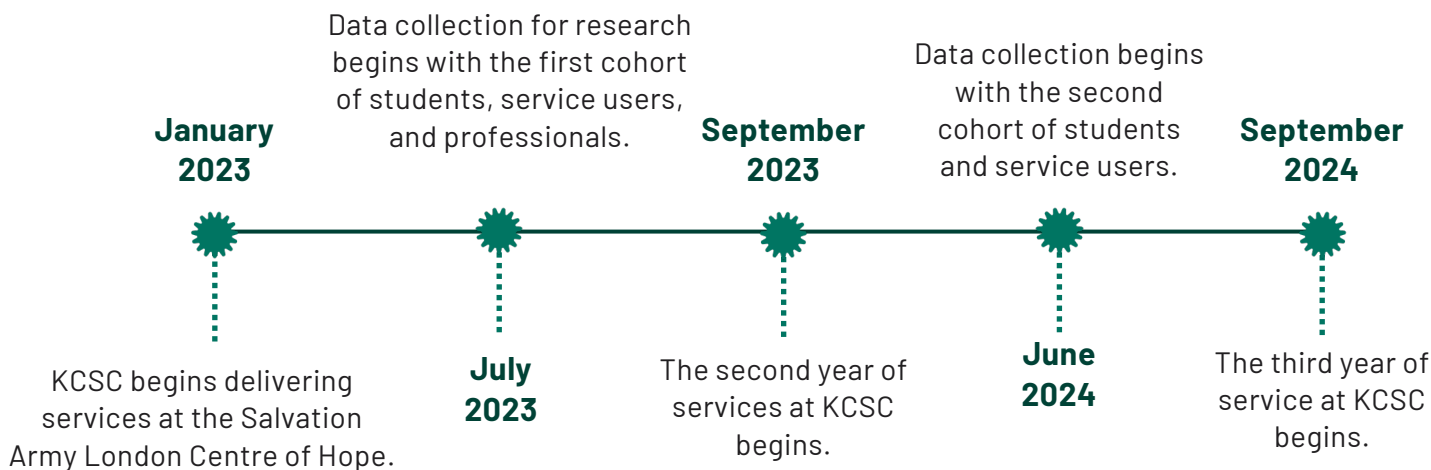 January
2023
KCSC begins delivering
services at the Salvation
Army London Centre of Hope.
Data collection for research
begins with the first cohort
of students, service users,
and professionals.
July
2023
September
2023
The second year of
services at KCSC
begins.
Data collection begins
with the second
cohort of students
and service users.
June
2024
September
2024
The third year of
service at KCSC
begins.